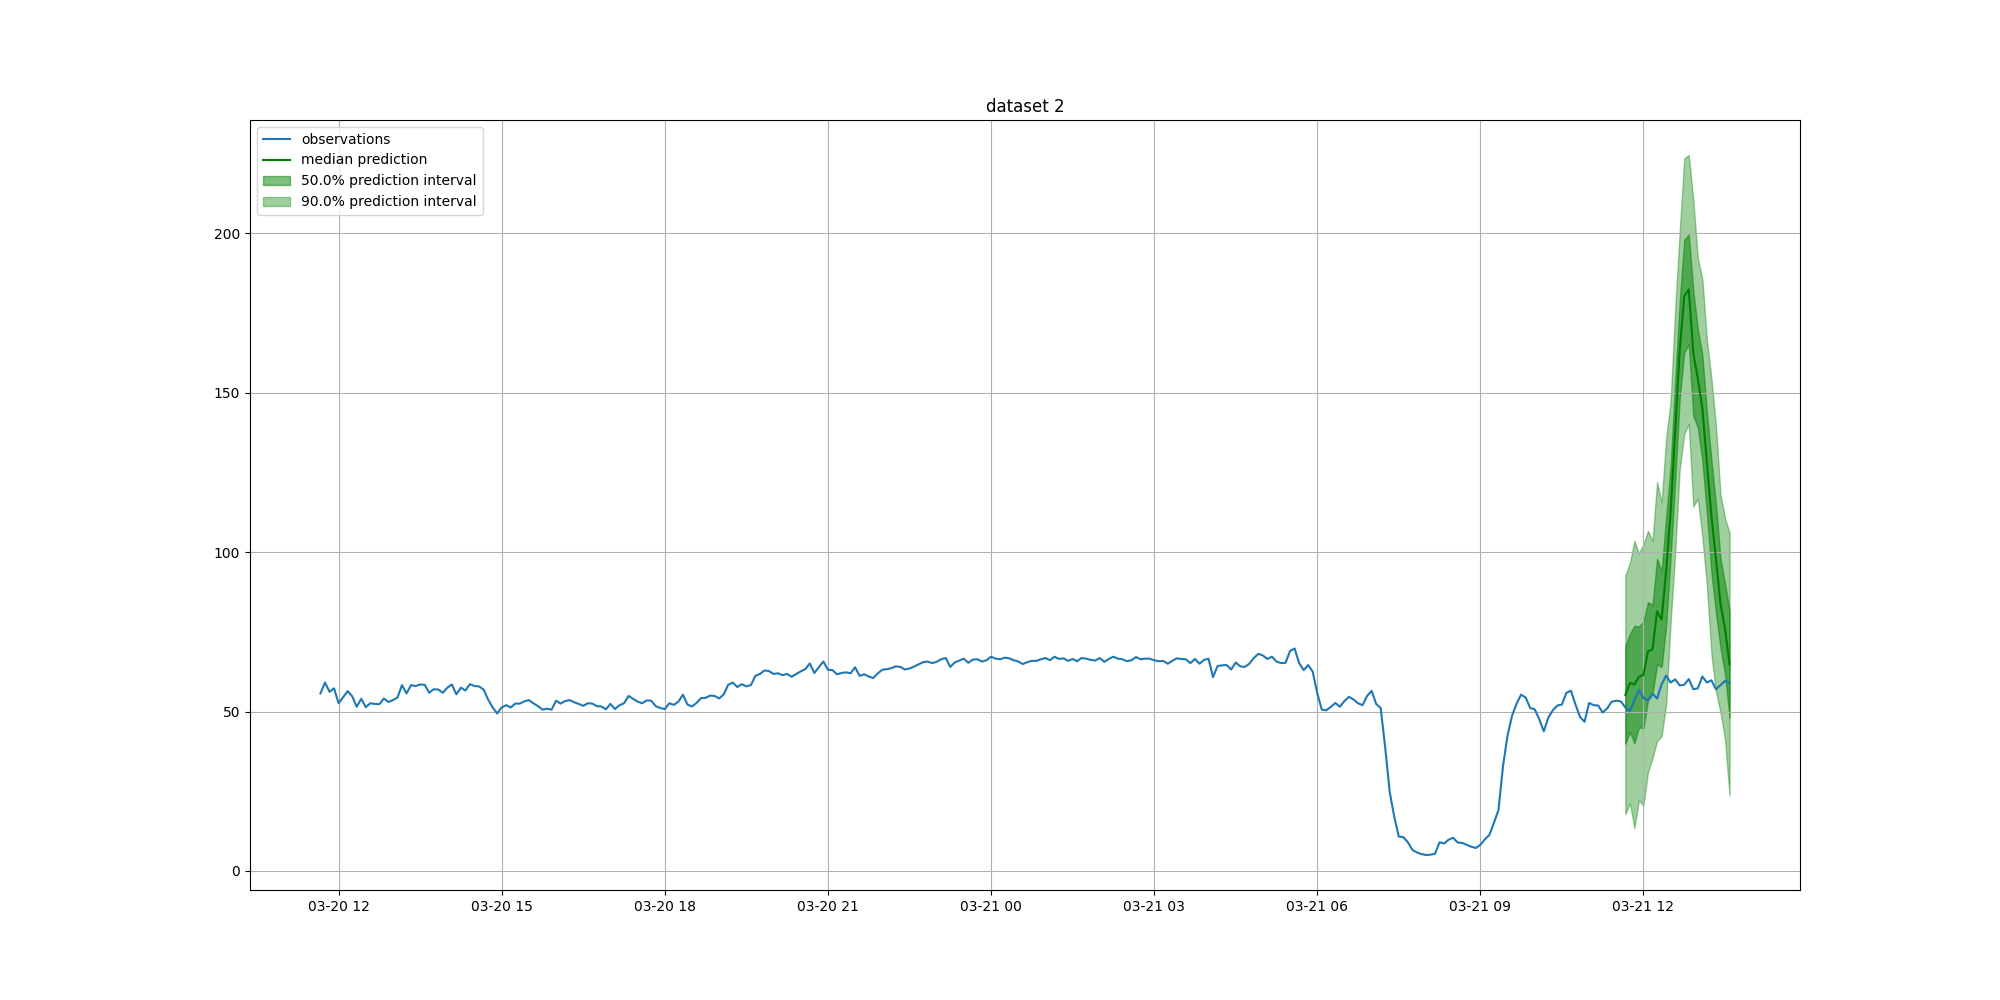 dataset 2
observations
median prediction
50.0% prediction interval
90.0% prediction interval
200
150
100
50
0
03-20 12
03-20 15
03-20 18
03-20 21
03-21 00
03-21 03
03-21 06
03-21 09
03-21 12